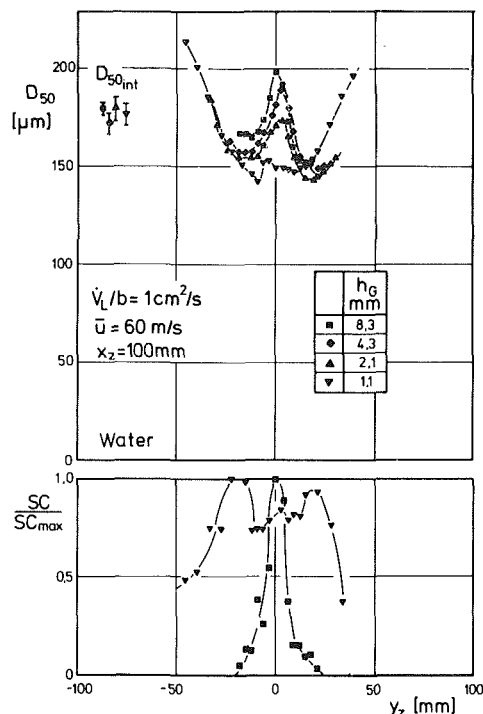 200
D50
[µm]
150
100
50
0
D50int
V̇L/b = 1cm²/s
ū = 60 m/s
xz = 100mm
Water
hG
mm
8,3
4,3
2,1
1,1
SC
SCmax
1,0
0,5
0
-100
-50
0
50
100
yz [mm]